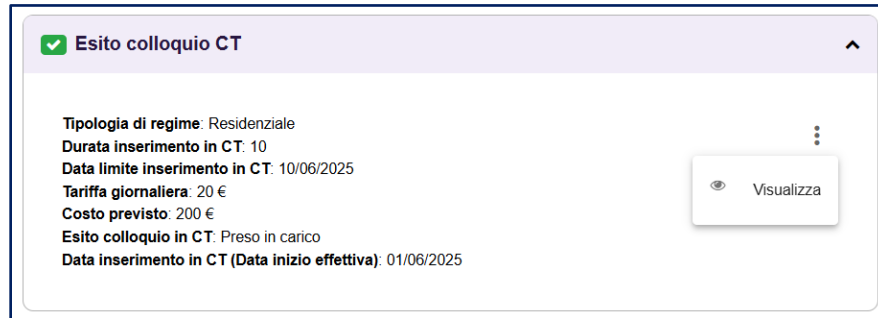 Esito colloquio CT
Tipologia di regime: Residenziale
Durata inserimento in CT: 10
Data limite inserimento in CT: 10/06/2025
Tariffa giornaliera: 20 €
Costo previsto: 200 €
Esito colloquio in CT: Preso in carico
Data inserimento in CT (Data inizio effettiva): 01/06/2025
Visualizza